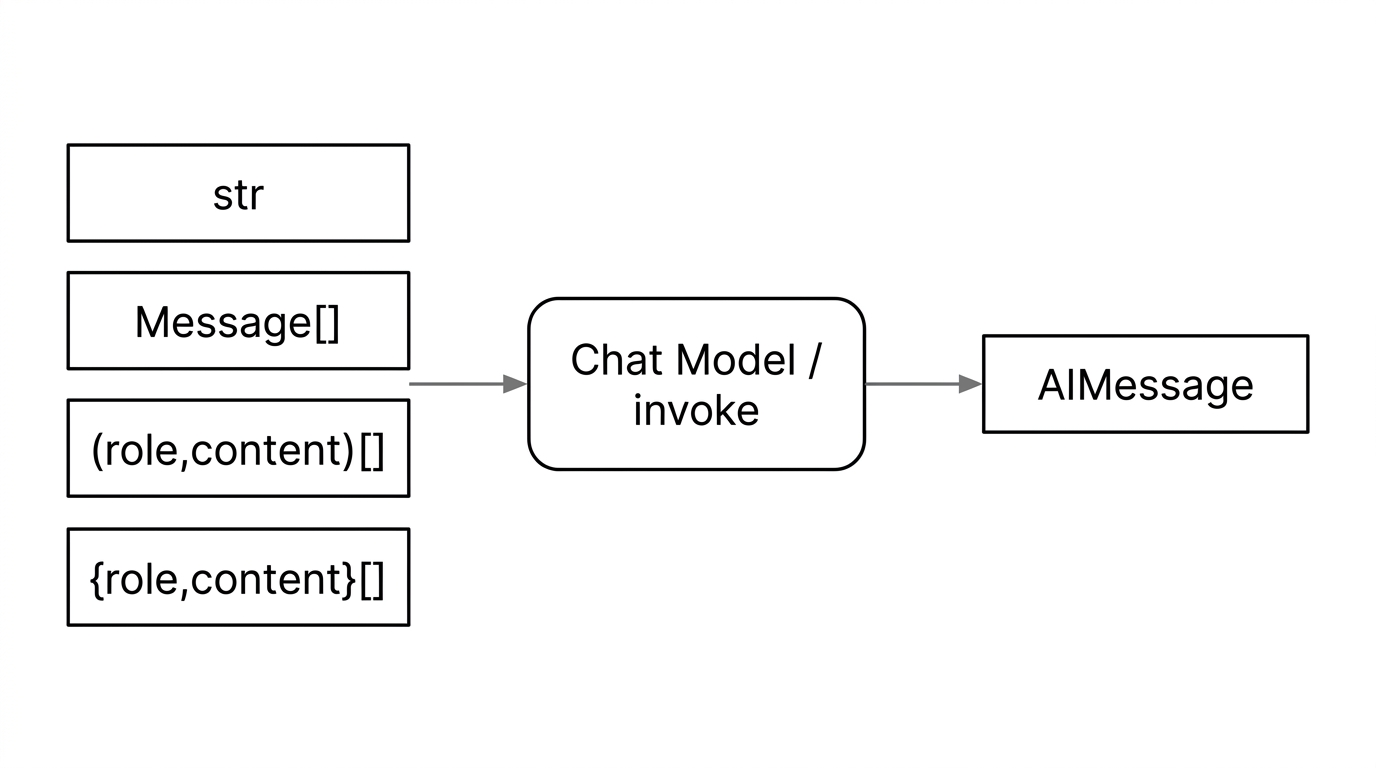 str
Message[]
(role,content)[]
{role,content}[]
Chat Model /
invoke
AIMessage